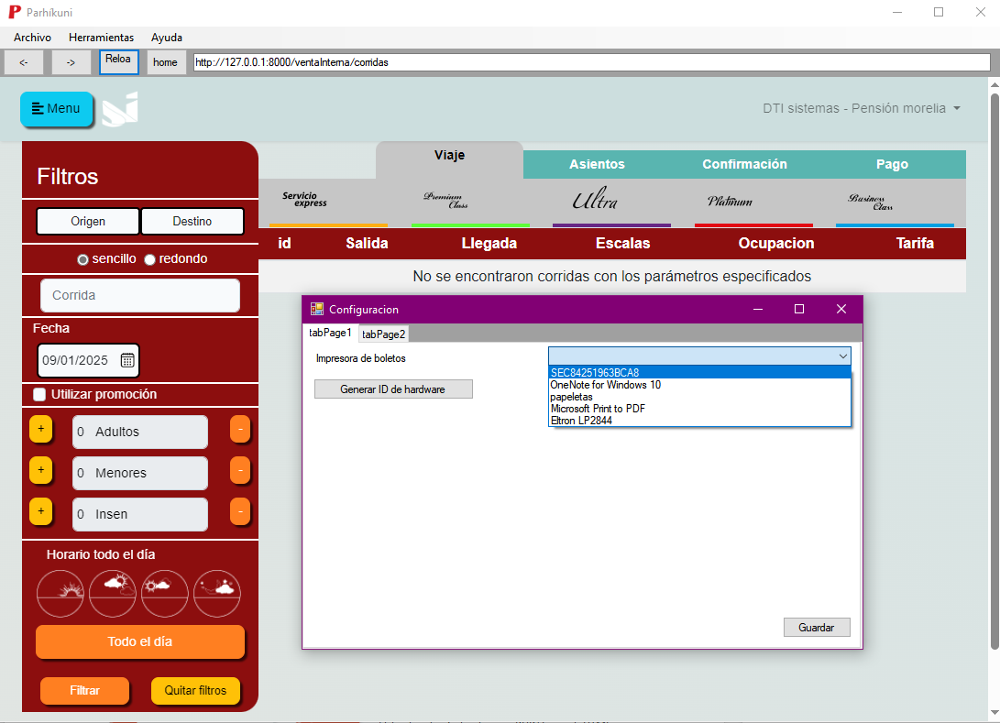 Parhíkuni
Archivo Herramientas Ayuda
<- -> Reloa home http://127.0.0.1:8000/ventaInterna/corridas
Menu
DTI sistemas - Pensión morelia
Filtros
Origen Destino
sencillo redondo
Corrida
Fecha
09/01/2025
Utilizar promoción
+ 0 Adultos -
+ 0 Menores -
+ 0 Insen -
Horario todo el día
Todo el día
Filtrar Quitar filtros
Viaje Asientos Confirmación Pago
Servicio express Premium Class Ultra Platinum Business Class
id Salida Llegada Escalas Ocupacion Tarifa
No se encontraron corridas con los parámetros especificados
Configuracion
tabPage1 tabPage2
Impresora de boletos
Generar ID de hardware
SEC84251963BCA8
OneNote for Windows 10
papeletas
Microsoft Print to PDF
Eltron LP2844
Guardar